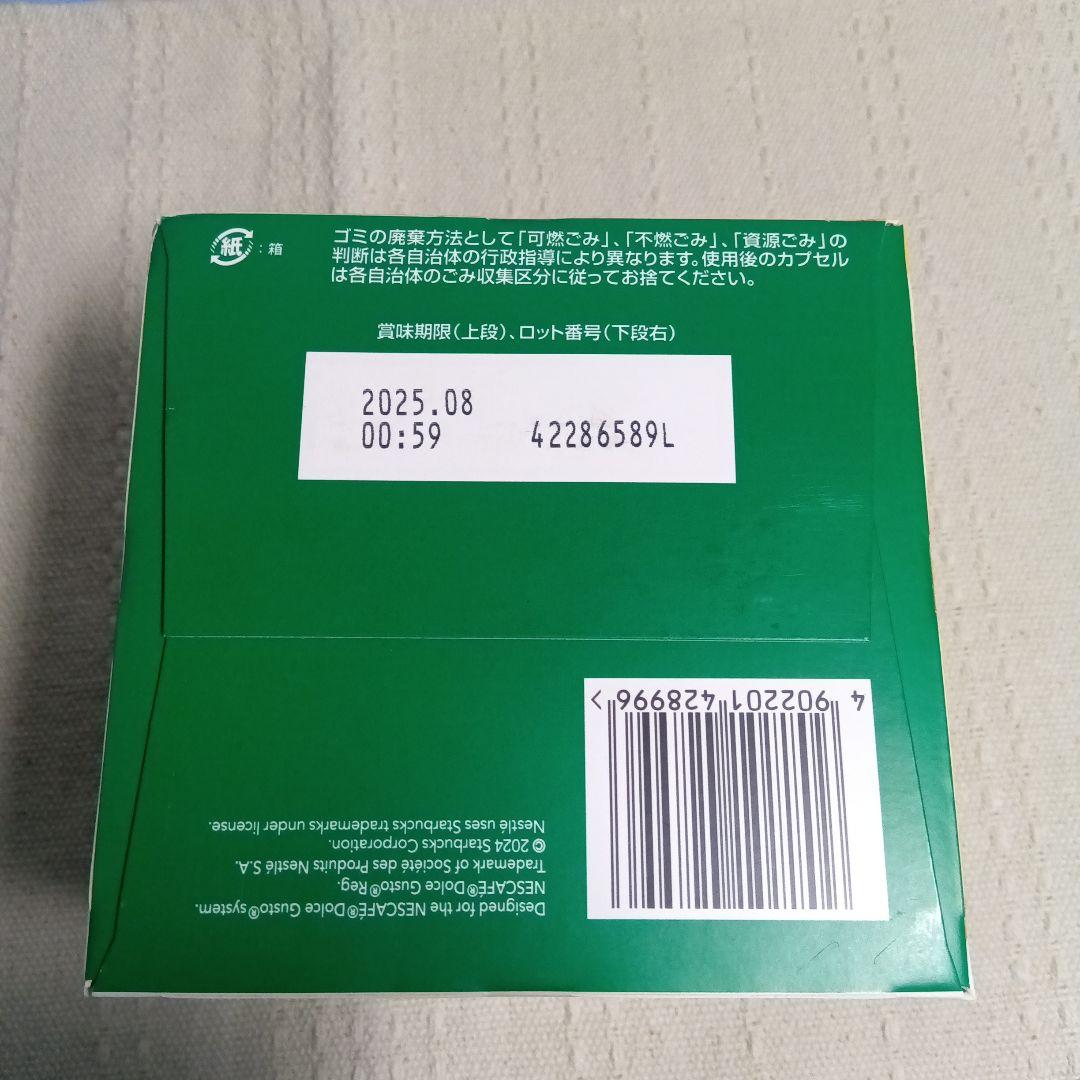 紙 : 箱
ゴミの廃棄方法として「可燃ごみ」、「不燃ごみ」、「資源ごみ」の
判断は各自治体の行政指導により異なります。使用後のカプセル
は各自治体のごみ収集区分に従ってお捨てください。
賞味期限(上段)、ロット番号(下段右)
2025.08
00:59 42286589L
4 902201 428996 >
Designed for the NESCAFÉ® Dolce Gusto® system.
NESCAFÉ® Dolce Gusto® Reg.
Trademark of Société des Produits Nestlé S.A.
© 2024 Starbucks Corporation.
Nestlé uses Starbucks trademarks under license.